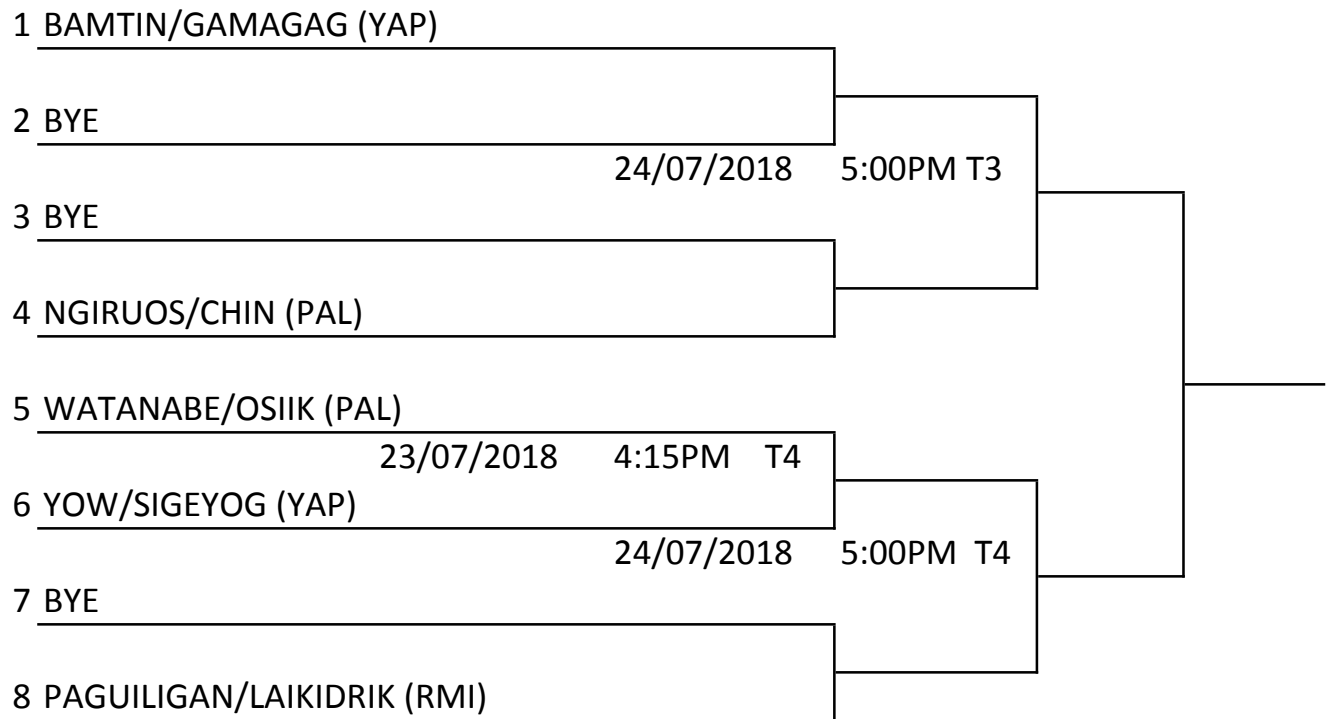 1 BAMTIN/GAMAGAG (YAP)
2 BYE
24/07/2018 5:00PM T3
3 BYE
4 NGIRUOS/CHIN (PAL)
5 WATANABE/OSIIK (PAL)
23/07/2018 4:15PM T4
6 YOW/SIGEYOG (YAP)
24/07/2018 5:00PM T4
7 BYE
8 PAGUILIGAN/LAIKIDRIK (RMI)